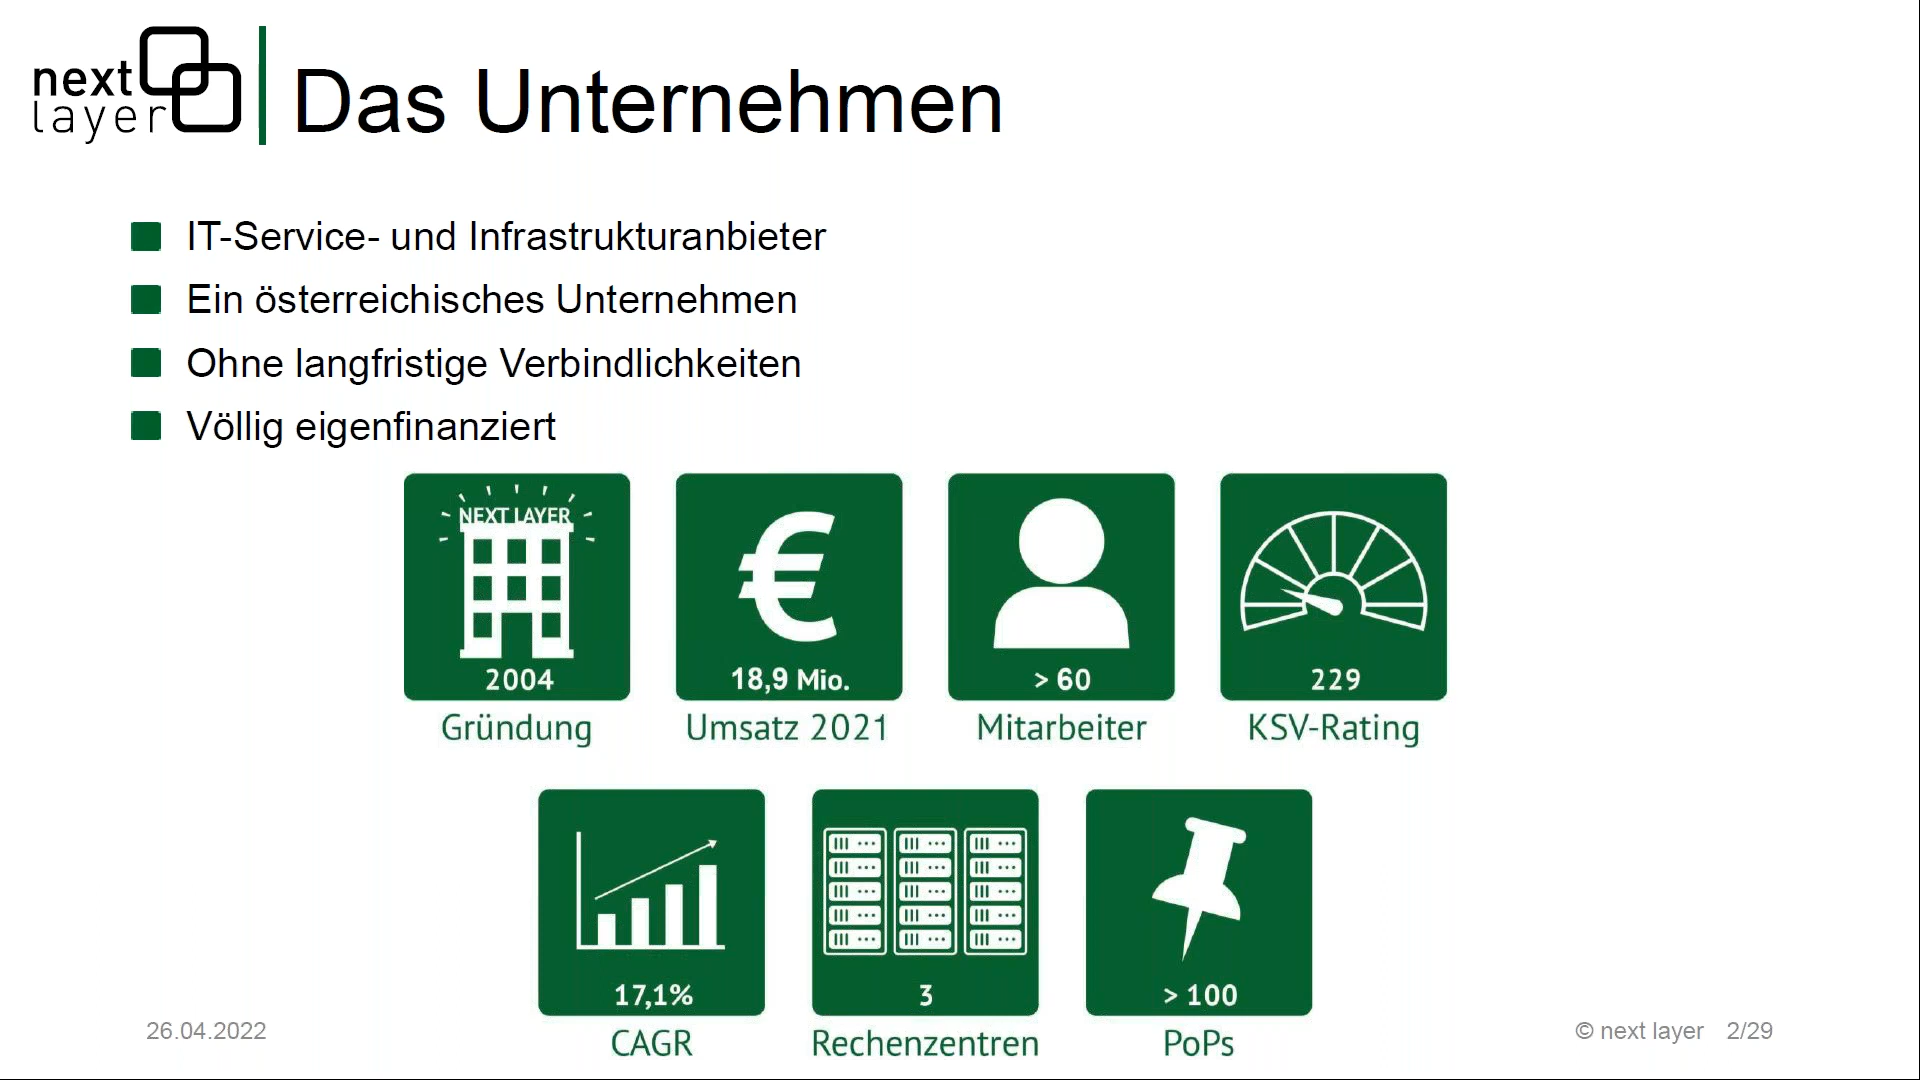 next
layer
Das Unternehmen
IT-Service- und Infrastrukturanbieter
Ein österreichisches Unternehmen
Ohne langfristige Verbindlichkeiten
Völlig eigenfinanziert
NEXT LAYER
2004
Gründung
18,9 Mio.
Umsatz 2021
> 60
Mitarbeiter
229
KSV-Rating
17,1%
CAGR
3
Rechenzentren
> 100
PoPs
26.04.2022
© next layer 2/29